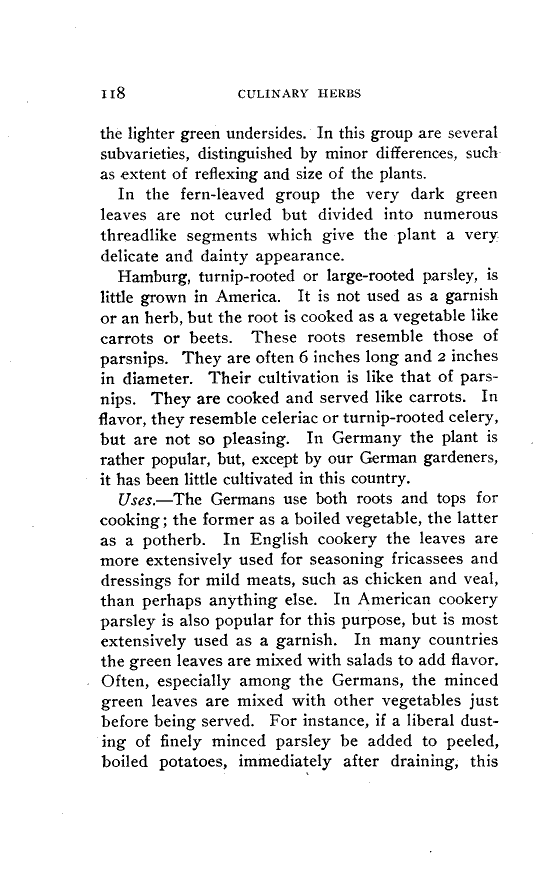 118 CULINARY HERBS
the lighter green undersides. In this group are several
subvarieties, distinguished by minor differences, such
as extent of reflexing and size of the plants.
In the fern-leaved group the very dark green
leaves are not curled but divided into numerous
threadlike segments which give the plant a very
delicate and dainty appearance.
Hamburg, turnip-rooted or large-rooted parsley, is
little grown in America. It is not used as a garnish
or an herb, but the root is cooked as a vegetable like
carrots or beets. These roots resemble those of
parsnips. They are often 6 inches long and 2 inches
in diameter. Their cultivation is like that of pars-
nips. They are cooked and served like carrots. In
flavor, they resemble celeriac or turnip-rooted celery,
but are not so pleasing. In Germany the plant is
rather popular, but, except by our German gardeners,
it has been little cultivated in this country.
Uses.—The Germans use both roots and tops for
cooking; the former as a boiled vegetable, the latter
as a potherb. In English cookery the leaves are
more extensively used for seasoning fricassees and
dressings for mild meats, such as chicken and veal,
than perhaps anything else. In American cookery
parsley is also popular for this purpose, but is most
extensively used as a garnish. In many countries
the green leaves are mixed with salads to add flavor.
Often, especially among the Germans, the minced
green leaves are mixed with other vegetables just
before being served. For instance, if a liberal dust-
ing of finely minced parsley be added to peeled,
boiled potatoes, immediately after draining, this